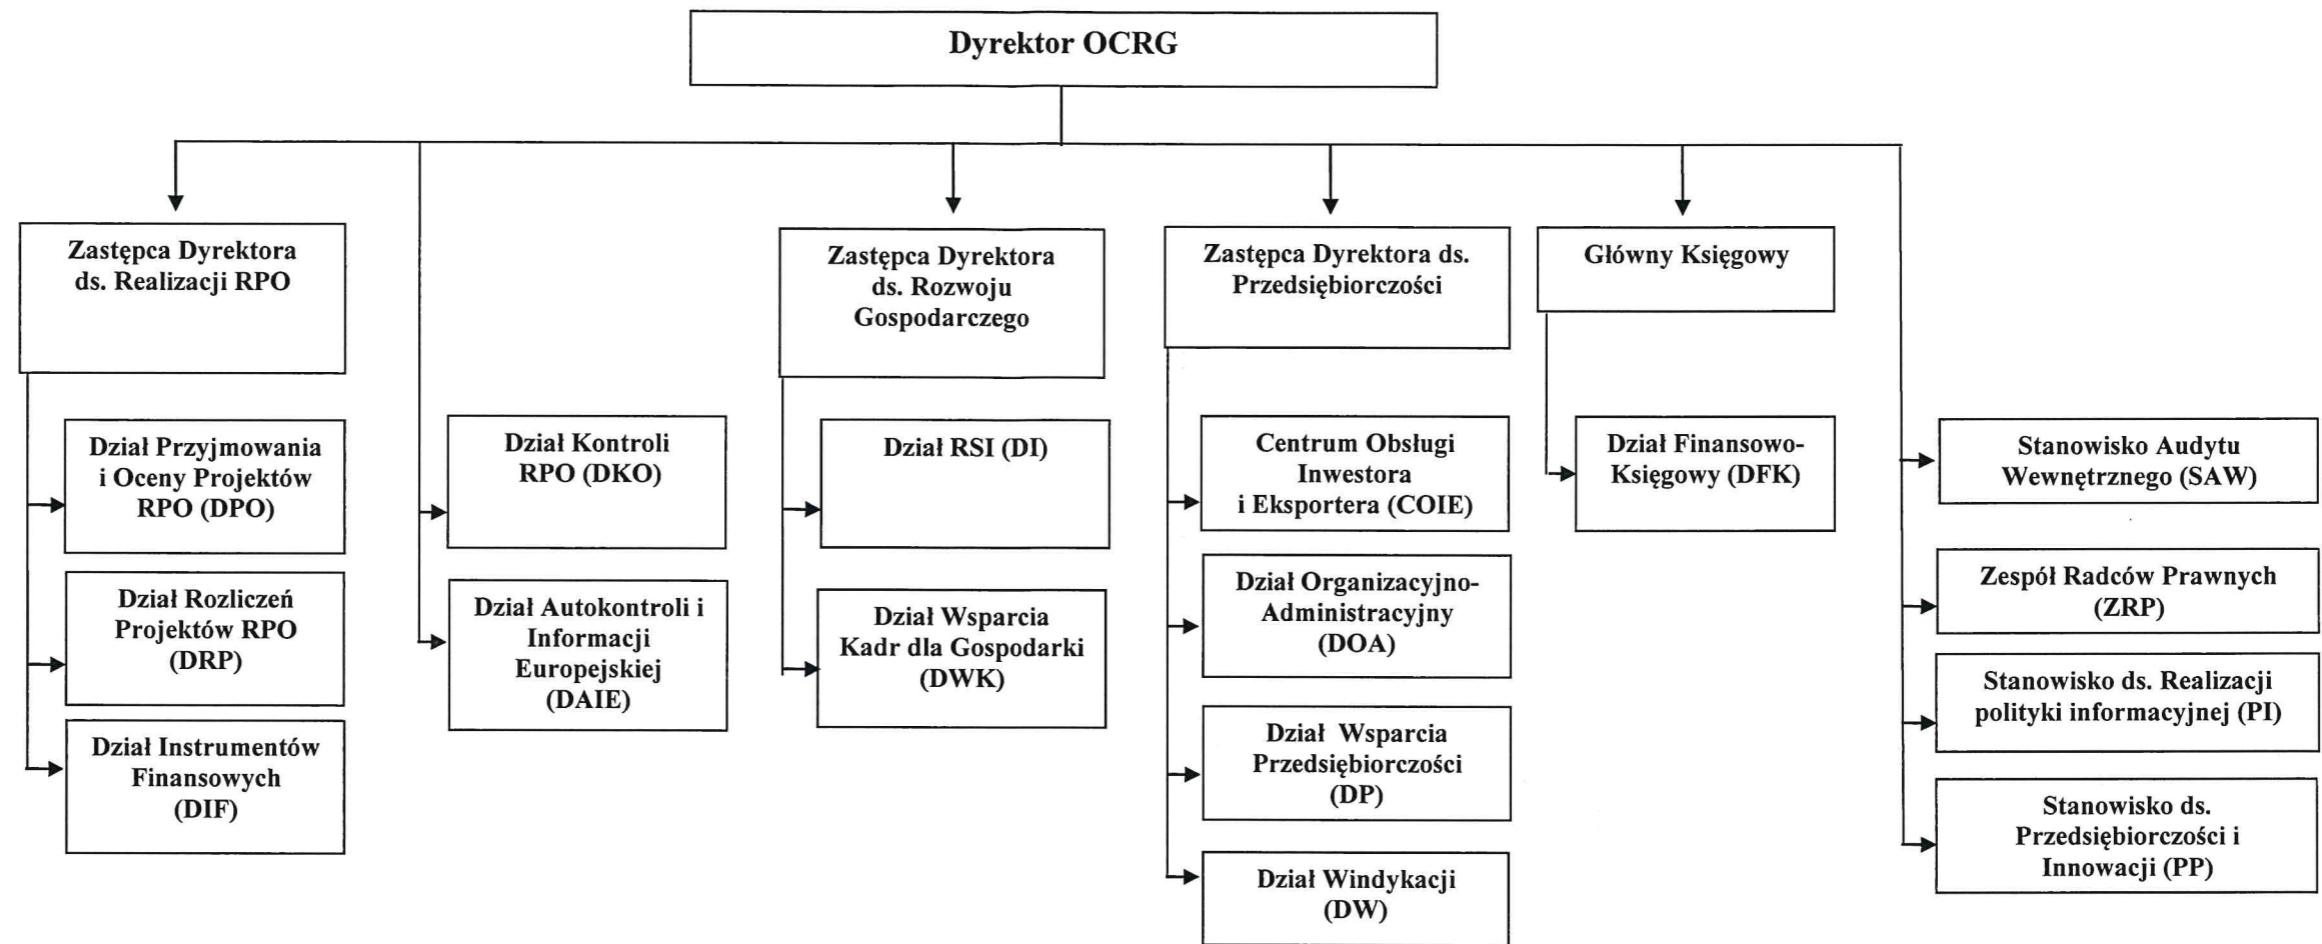 Dyrektor OCRG
Zastępca Dyrektora
ds. Realizacji RPO
Zastępca Dyrektora
ds. Rozwoju
Gospodarczego
Zastępca Dyrektora ds.
Przedsiębiorczości
Główny Księgowy
Dział Przyjmowania
i Oceny Projektów
RPO (DPO)
Dział Rozliczeń
Projektów RPO
(DRP)
Dział Instrumentów
Finansowych
(DIF)
Dział Kontroli
RPO (DKO)
Dział Autokontroli i
Informacji
Europejskiej
(DAIE)
Dział RSI (DI)
Dział Wsparcia
Kadr dla Gospodarki
(DWK)
Centrum Obsługi
Inwestora
i Eksportera (COIE)
Dział Organizacyjno-
Administracyjny
(DOA)
Dział Wsparcia
Przedsiębiorczości
(DP)
Dział Windykacji
(DW)
Dział Finansowo-
Księgowy (DFK)
Stanowisko Audytu
Wewnętrznego (SAW)
Zespół Radców Prawnych
(ZRP)
Stanowisko ds. Realizacji
polityki informacyjnej (PI)
Stanowisko ds.
Przedsiębiorczości i
Innowacji (PP)